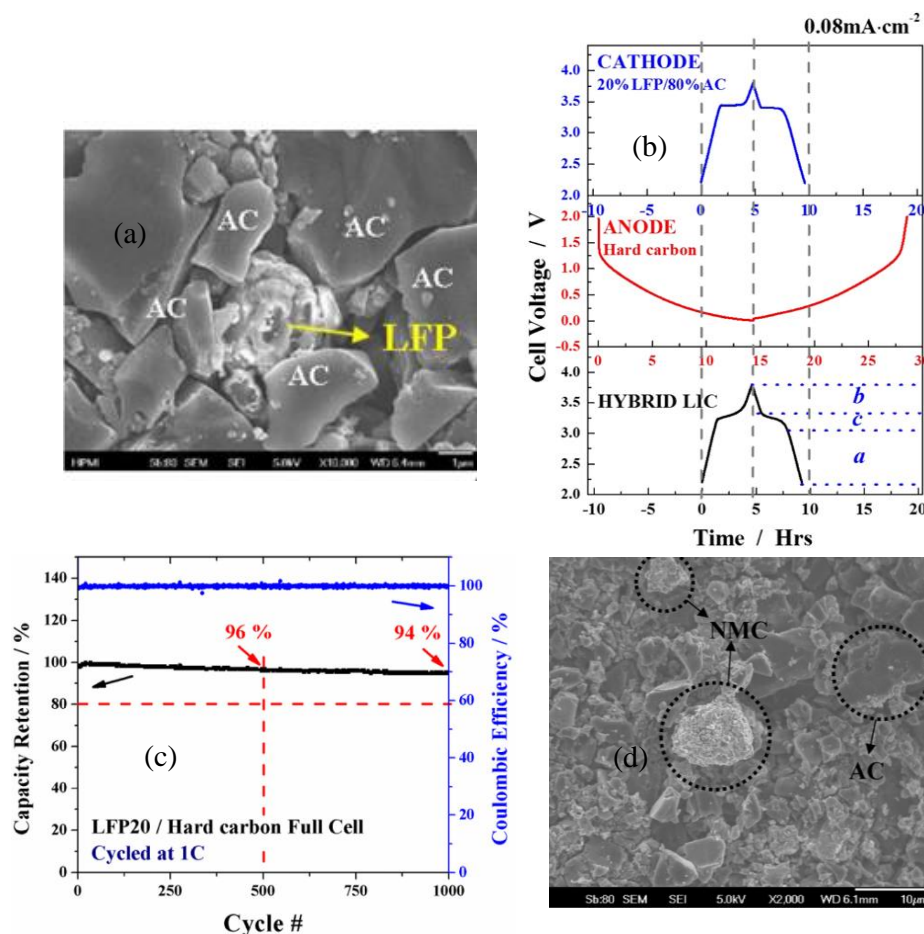 (a)
AC
AC
AC
AC
AC
LFP
Sb:80 SEM SEI 5.0kV X10,000 WD 6.4mm 1μm
0.08mA·cm-2
CATHODE
20%LFP/80%AC
(b)
4.0
3.5
3.0
2.5
2.0
-10 -5 0 5 10 15 20
Cell Voltage / V
ANODE
Hard carbon
2.0
1.5
1.0
0.5
0.0
-0.5
0 5 10 15 20 25 3
HYBRID LIC
b
c
a
4.0
3.5
3.0
2.5
2.0
-10 -5 0 5 10 15 20
Time / Hrs
Capacity Retention / %
140
120
100
80
60
40
20
0
96 %
94 %
100
80
60
40
20
0
Coulombic Efficiency / %
(c)
LFP20 / Hard carbon Full Cell
Cycled at 1C
0 250 500 750 1000
Cycle #
NMC
AC
(d)
Sb:80 SEM SEI 5.0kV X2,000 WD 6.1mm 10μm